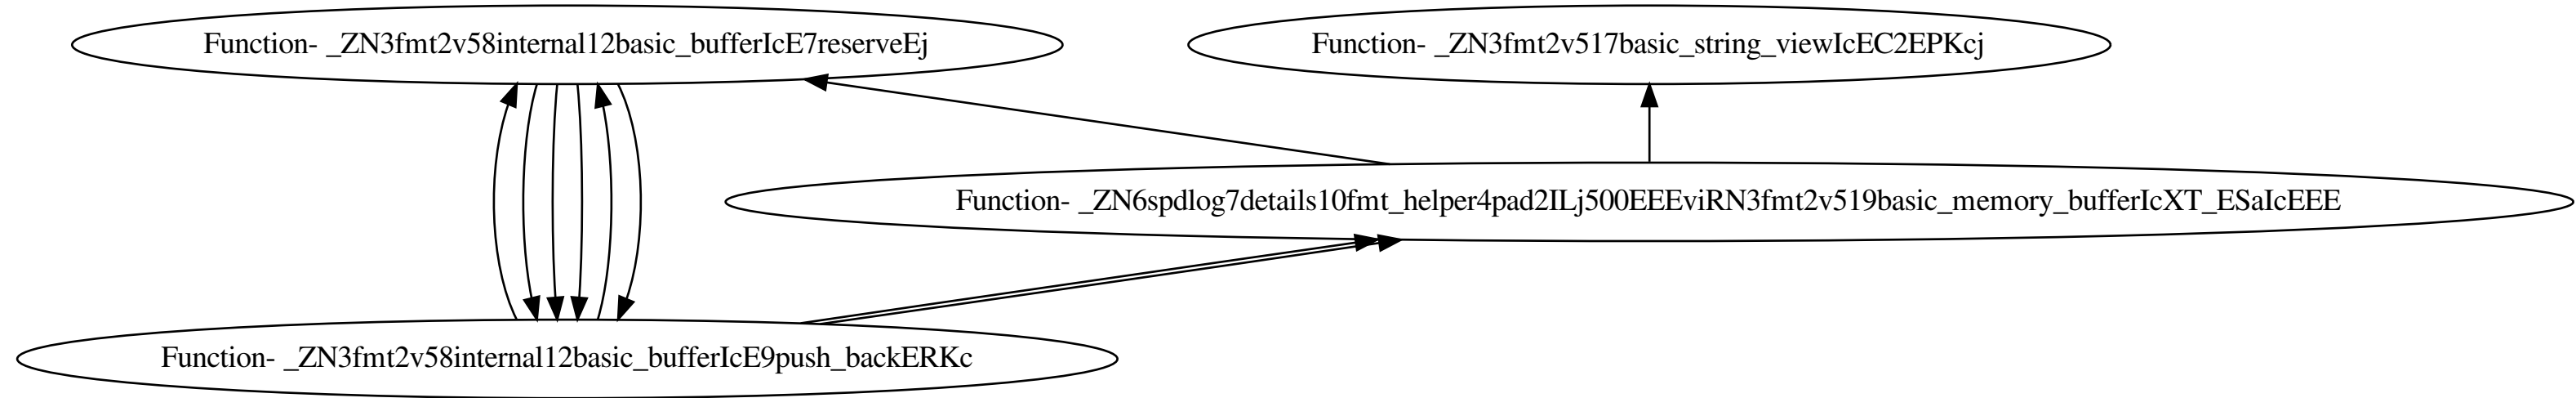 Function- _ZN3fmt2v58internal12basic_bufferIcE7reserveEj
Function- _ZN3fmt2v517basic_string_viewIcEC2EPKcj
Function- _ZN6spdlog7details10fmt_helper4pad2ILj500EEEviRN3fmt2v519basic_memory_bufferIcXT_ESaIcEEE
Function- _ZN3fmt2v58internal12basic_bufferIcE9push_backERKc